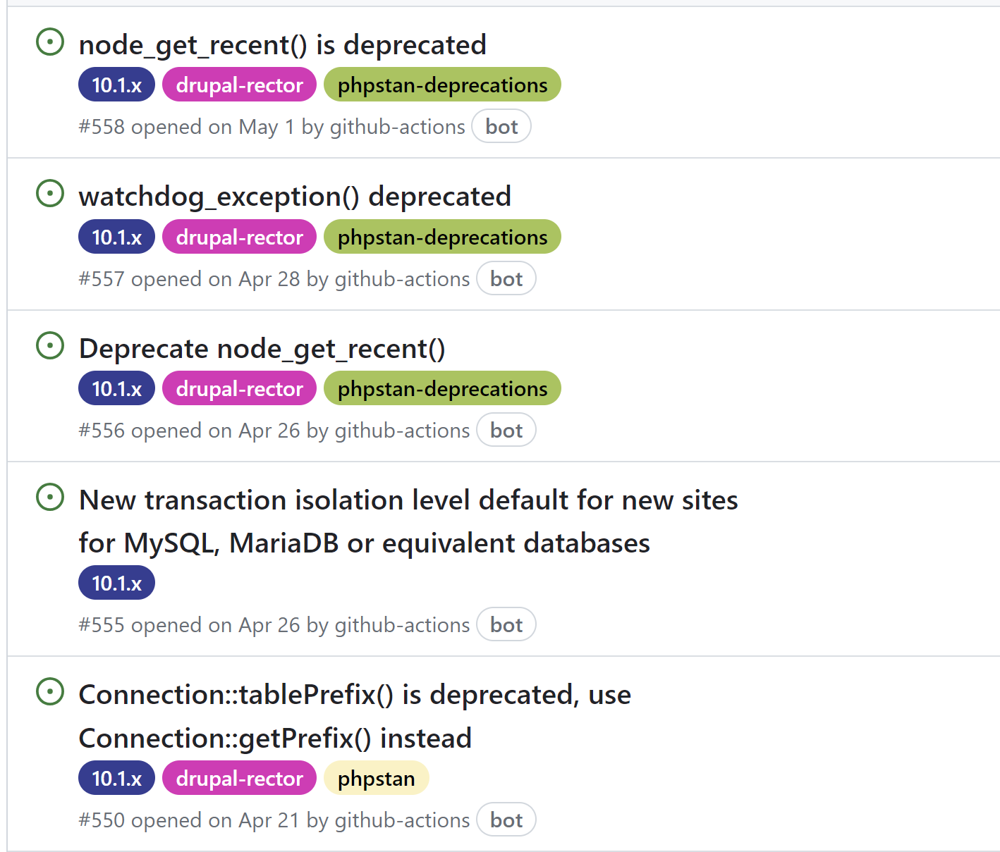 node_get_recent() is deprecated
10.1.x drupal-rector phpstan-deprecations
#558 opened on May 1 by github-actions bot
watchdog_exception() deprecated
10.1.x drupal-rector phpstan-deprecations
#557 opened on Apr 28 by github-actions bot
Deprecate node_get_recent()
10.1.x drupal-rector phpstan-deprecations
#556 opened on Apr 26 by github-actions bot
New transaction isolation level default for new sites
for MySQL, MariaDB or equivalent databases
10.1.x
#555 opened on Apr 26 by github-actions bot
Connection::tablePrefix() is deprecated, use
Connection::getPrefix() instead
10.1.x drupal-rector phpstan
#550 opened on Apr 21 by github-actions bot